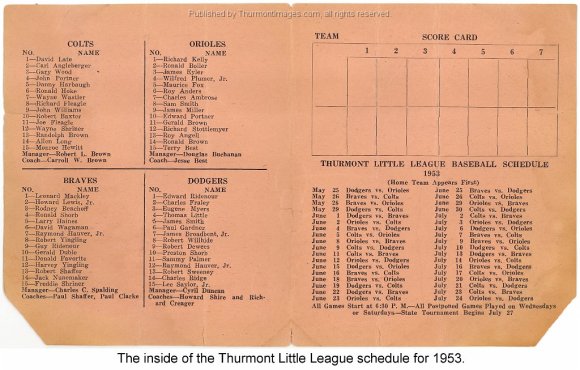 Published by Thurmontimages.com, all rights reserved.
COLTS
NO. NAME
1—David Late
2—Carl Angleberger
3—Gary Wood
4—John Portner
5—Donny Harbaugh
6—Ronald Hoke
7—Wayne Wastler
8—Richard Fleagle
9—John Williams
10—Robert Baxter
11—Joe Fleagle
12—Wayne Shriner
13—Randolph Brown
14—Allen Long
15—Monroe Hewitt
Manager—Robert L. Brown
Coach—Carroll W. Brown
ORIOLES
NO. NAME
1—Richard Kelly
2—Ronald Boller
3—James Eyler
4—Wilfred Plumer, Jr.
5—Maurice Fox
6—Roy Anders
7—Charles Ambrose
8—Sam Smith
9—James Miller
10—Edward Portner
11—Gerald Brown
12—Richard Stottlemyer
13—Roy Angell
14—Ronald Brown
15—Terry Best
Manager—Douglas Buchanan
Coach—Jesse Best
BRAVES
NO. NAME
1—Leonard Mackley
2—Howard Lewis, Jr.
3—Rodney Beachoff
4—Ronald Shorb
5—Larry Haines
6—David Wagaman
7—Raymond Hauver, Jr.
8—Robert Yingling
9—Guy Ridenour
10—Gerald Duble
11—Donald Favorite
12—Harvey Yingling
13—Robert Shaffer
14—Jack Nunemaker
15—Freddie Shriner
Manager—Charles C. Spalding
Coaches—Paul Shaffer, Paul Clarke
DODGERS
NO. NAME
1—Edward Ridenour
2—Charles Fraley
3—Eugene Myers
4—Thomas Little
5—James Smith
6—Paul Gardner
7—James Broadsent, Jr.
8—Robert Willhide
9—Robert Dewees
10—Preston Shorb
11—Sammy Palmer
12—Raymond Hauver, Jr.
13—Robert Sweeney
14—Charles Ridge
15—Lee Saylor, Jr.
Manager—Cyril Duncan
Coaches—Howard Shire and Rich-
ard Creager
TEAM SCORE CARD
1 2 3 4 5 6 7
THURMONT LITTLE LEAGUE BASEBALL SCHEDULE
1953
(Home Team Appears First)
May 25 Dodgers vs. Orioles
May 26 Braves vs. Colts
May 28 Braves vs. Orioles
May 29 Dodgers vs. Colts
June 1 Dodgers vs. Braves
June 2 Orioles vs. Colts
June 4 Braves vs. Dodgers
June 5 Colts vs. Orioles
June 8 Orioles vs. Dodgers
June 9 Colts vs. Braves
June 11 Colts vs. Dodgers
June 12 Orioles vs. Braves
June 15 Dodgers vs. Orioles
June 16 Braves vs. Colts
June 18 Braves vs. Orioles
June 19 Dodgers vs. Colts
June 22 Dodgers vs. Braves
June 23 Orioles vs. Colts
June 25 Braves vs. Dodgers
June 26 Colts vs. Orioles
June 29 Orioles vs. Braves
June 30 Colts vs. Dodgers
July 2 Colts vs. Braves
July 3 Orioles vs. Dodgers
July 6 Dodgers vs. Orioles
July 7 Braves vs. Colts
July 9 Braves vs. Orioles
July 10 Dodgers vs. Colts
July 13 Dodgers vs. Braves
July 14 Orioles vs. Colts
July 16 Braves vs. Dodgers
July 17 Colts vs. Orioles
July 20 Orioles vs. Dodgers
July 21 Colts vs. Braves
July 23 Colts vs. Dodgers
July 24 Orioles vs. Braves
All Games Start at 6:30 P. M.—All Postponed Games Played on Wednesdays
or Saturdays—State Tournament Begins July 27
The inside of the Thurmont Little League schedule for 1953.